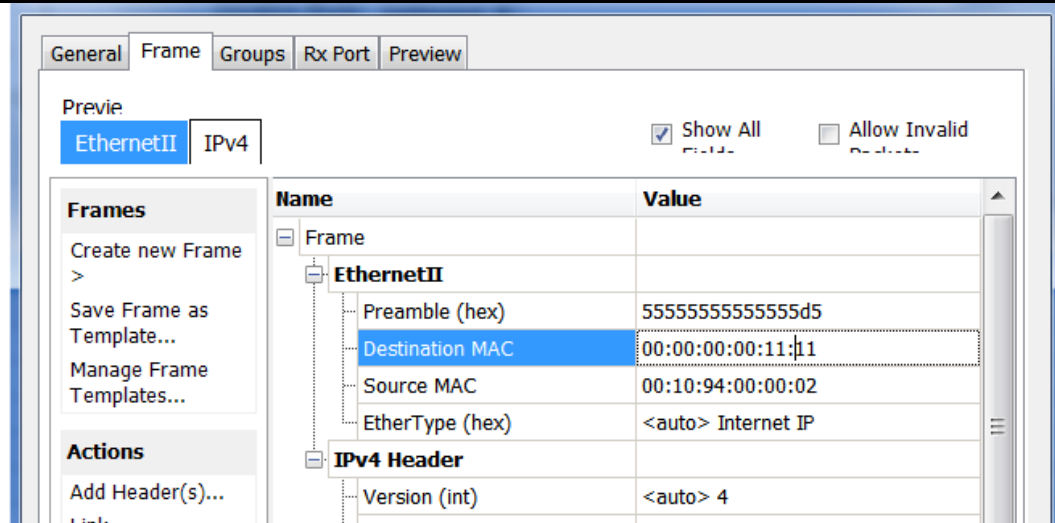 General Frame Groups Rx Port Preview
Previe
EthernetII IPv4
Show All Allow Invalid
Frames
Create new Frame
>
Save Frame as
Template...
Manage Frame
Templates...
Actions
Add Header(s)...
Name Value
Frame
EthernetII
Preamble (hex) 55555555555555d5
Destination MAC 00:00:00:00:11:11
Source MAC 00:10:94:00:00:02
EtherType (hex) <auto> Internet IP
IPv4 Header
Version (int) <auto> 4